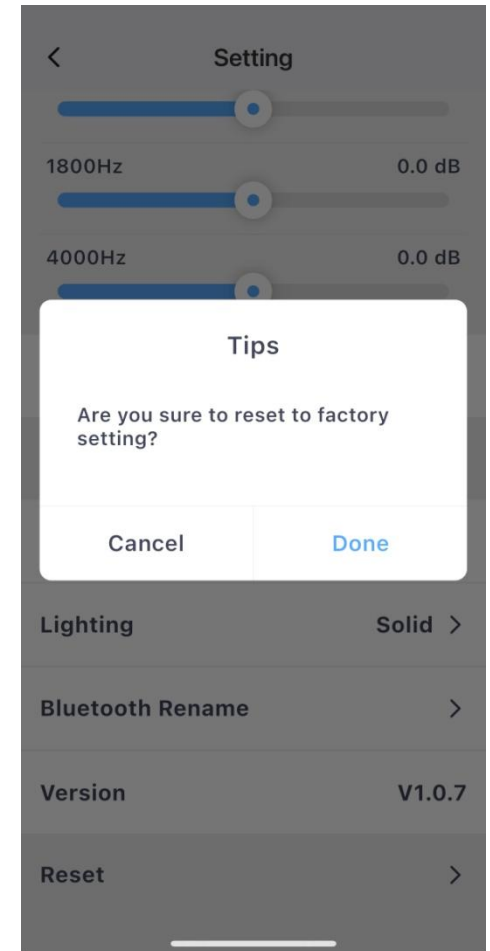 Setting
1800Hz 0.0 dB
4000Hz 0.0 dB
Tips
Are you sure to reset to factory
setting?
Cancel Done
Lighting Solid
Bluetooth Rename
Version V1.0.7
Reset